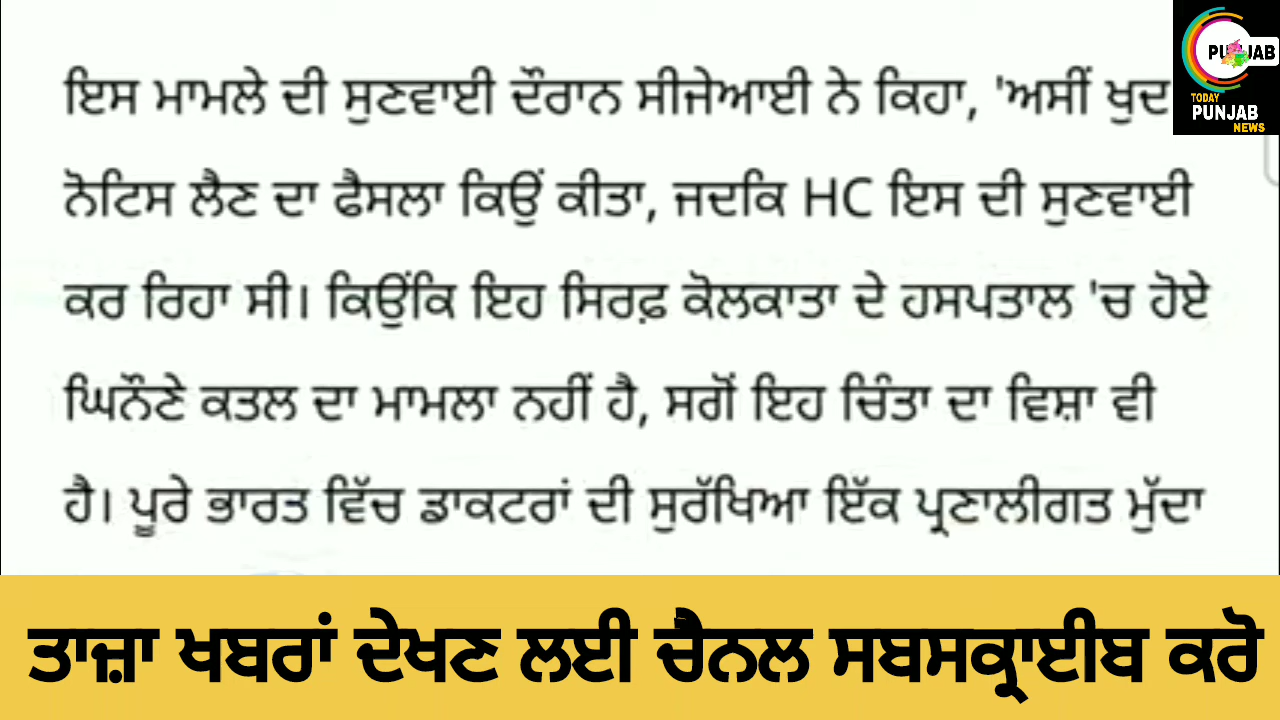 ਇਸ ਮਾਮਲੇ ਦੀ ਸੁਣਵਾਈ ਦੌਰਾਨ ਸੀਜੇਆਈ ਨੇ ਕਿਹਾ, 'ਅਸੀਂ ਖੁਦ
ਨੋਟਿਸ ਲੈਣ ਦਾ ਫੈਸਲਾ ਕਿਉਂ ਕੀਤਾ, ਜਦਕਿ HC ਇਸ ਦੀ ਸੁਣਵਾਈ
ਕਰ ਰਿਹਾ ਸੀ। ਕਿਉਂਕਿ ਇਹ ਸਿਰਫ਼ ਕੋਲਕਾਤਾ ਦੇ ਹਸਪਤਾਲ 'ਚ ਹੋਏ
ਘਿਨੌਣੇ ਕਤਲ ਦਾ ਮਾਮਲਾ ਨਹੀਂ ਹੈ, ਸਗੋਂ ਇਹ ਚਿੰਤਾ ਦਾ ਵਿਸ਼ਾ ਵੀ
ਹੈ। ਪੂਰੇ ਭਾਰਤ ਵਿੱਚ ਡਾਕਟਰਾਂ ਦੀ ਸੁਰੱਖਿਆ ਇੱਕ ਪ੍ਰਣਾਲੀਗਤ ਮੁੱਦਾ
PUNJAB
TODAY
PUNJAB
NEWS
ਤਾਜ਼ਾ ਖਬਰਾਂ ਦੇਖਣ ਲਈ ਚੈਨਲ ਸਬਸਕ੍ਰਾਈਬ ਕਰੋ